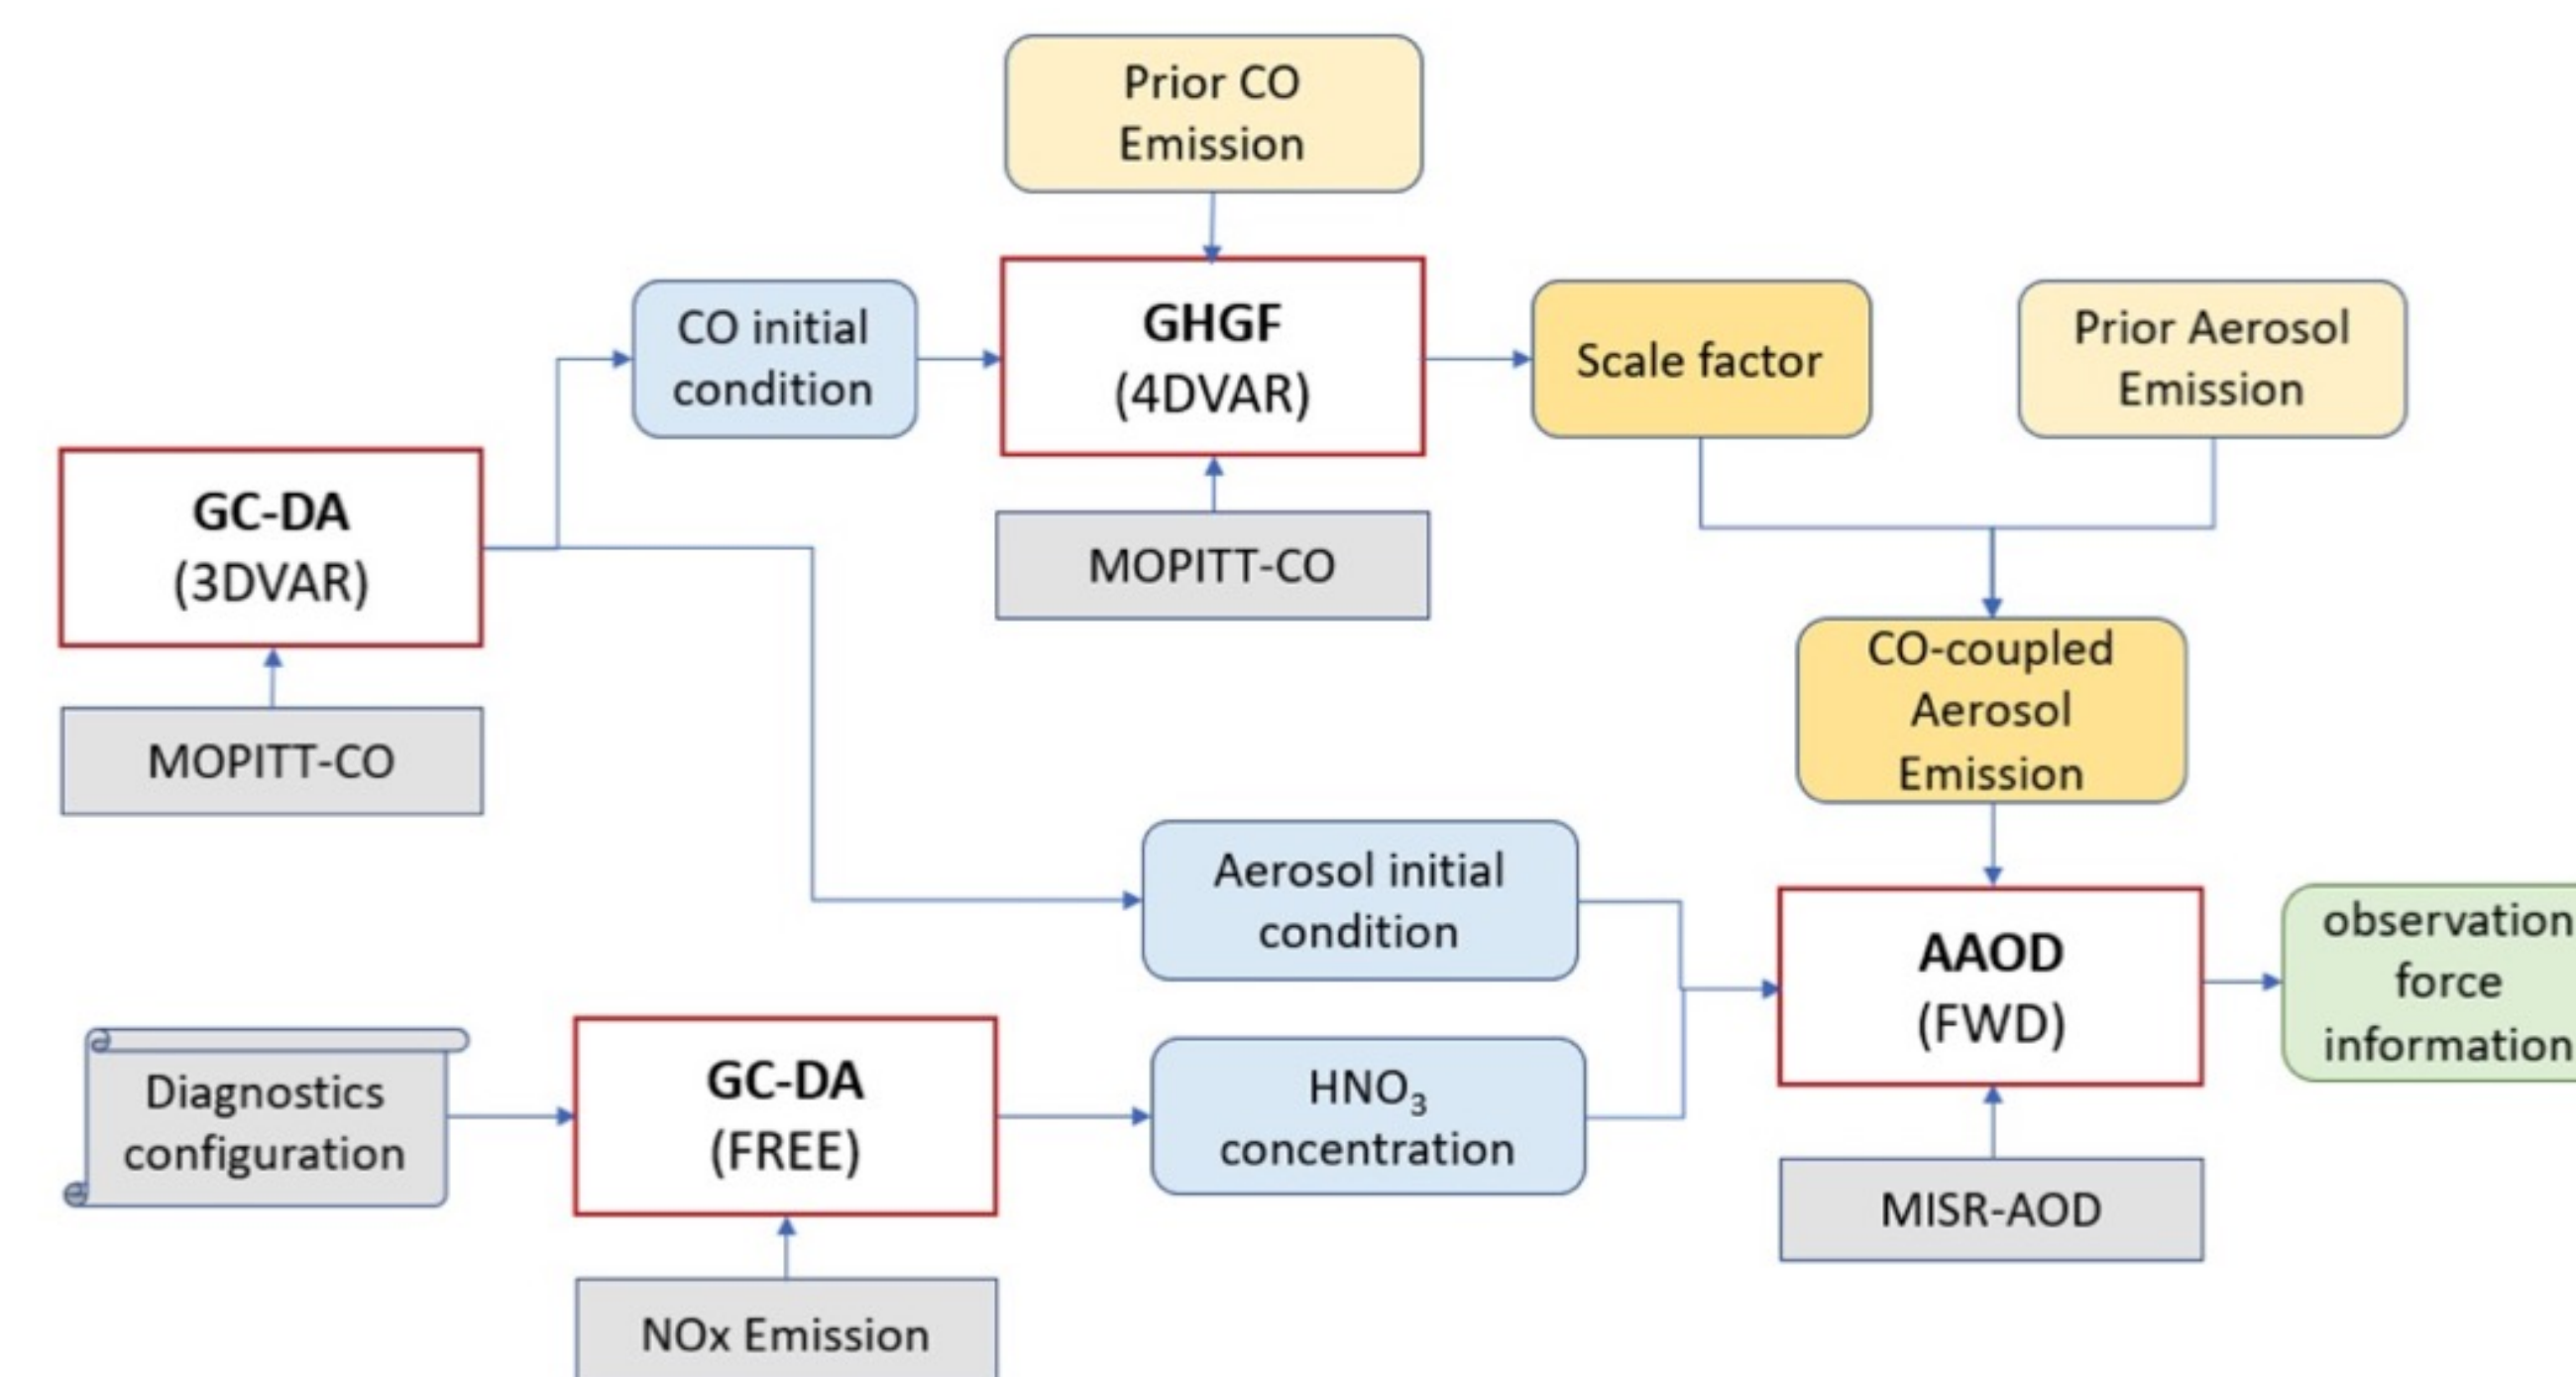 Prior CO
Emission
CO initial
condition
GHGF
(4DVAR)
Scale factor
Prior Aerosol
Emission
GC-DA
(3DVAR)
MOPITT-CO
MOPITT-CO
CO-coupled
Aerosol
Emission
Aerosol initial
condition
AAOD
(FWD)
observation
force
information
Diagnostics
configuration
GC-DA
(FREE)
HNO₃
concentration
MISR-AOD
NOx Emission